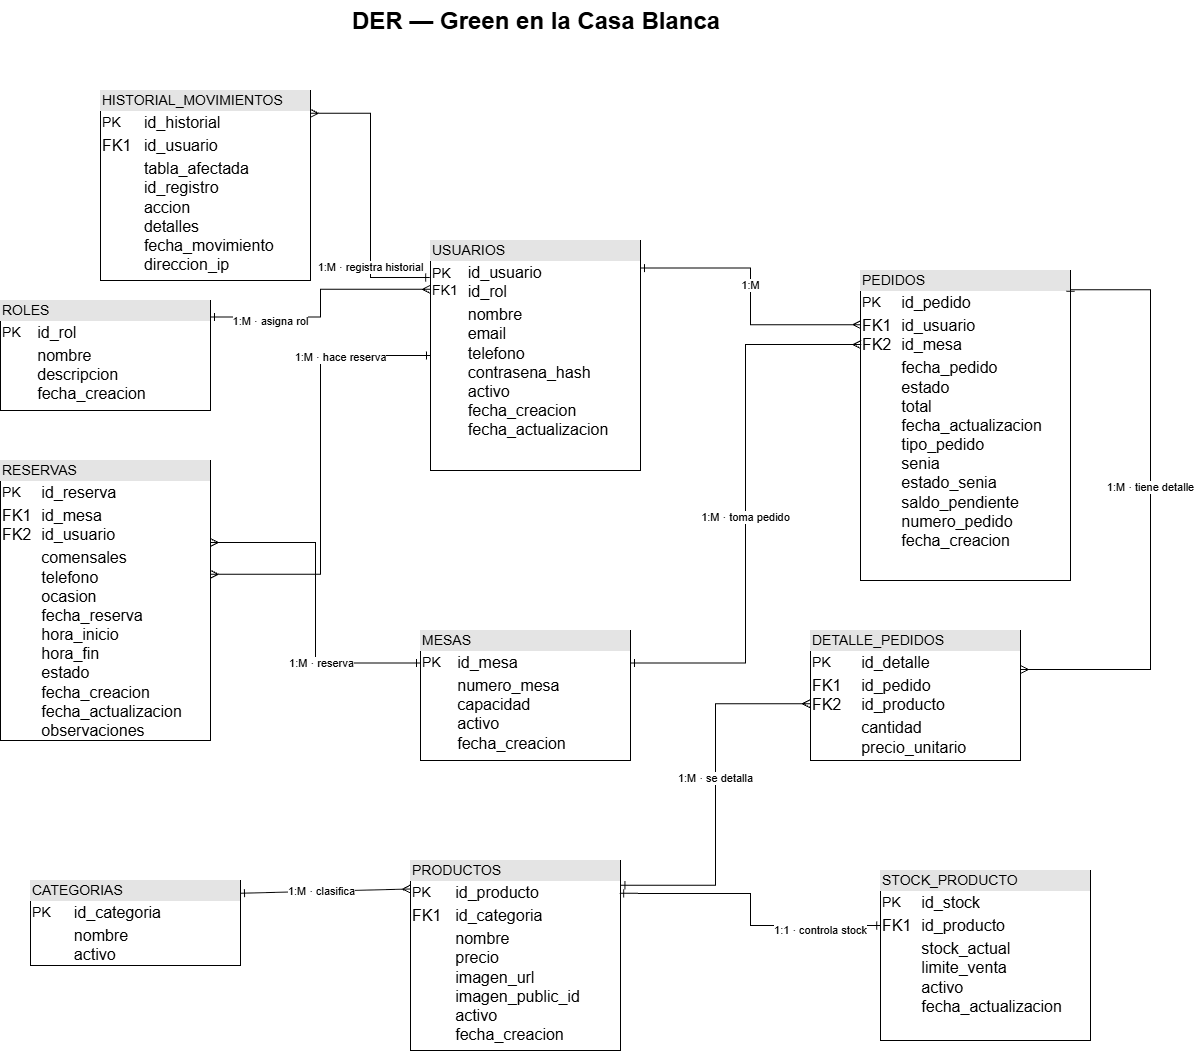 DER — Green en la Casa Blanca
HISTORIAL_MOVIMIENTOS
PK id_historial
FK1 id_usuario
tabla_afectada
id_registro
accion
detalles
fecha_movimiento
direccion_ip
1:M · registra historial
USUARIOS
PK id_usuario
FK1 id_rol
nombre
email
telefono
contrasena_hash
activo
fecha_creacion
fecha_actualizacion
1:M
PEDIDOS
PK id_pedido
FK1 id_usuario
FK2 id_mesa
fecha_pedido
estado
total
fecha_actualizacion
tipo_pedido
senia
estado_senia
saldo_pendiente
numero_pedido
fecha_creacion
ROLES
PK id_rol
nombre
descripcion
fecha_creacion
1:M · asigna rol
1:M · hace reserva
RESERVAS
PK id_reserva
FK1 id_mesa
FK2 id_usuario
comensales
telefono
ocasion
fecha_reserva
hora_inicio
hora_fin
estado
fecha_creacion
fecha_actualizacion
observaciones
1:M · reserva
1:M · toma pedido
1:M · tiene detalle
MESAS
PK id_mesa
numero_mesa
capacidad
activo
fecha_creacion
DETALLE_PEDIDOS
PK id_detalle
FK1 id_pedido
FK2 id_producto
cantidad
precio_unitario
1:M · se detalla
CATEGORIAS
PK id_categoria
nombre
activo
1:M · clasifica
PRODUCTOS
PK id_producto
FK1 id_categoria
nombre
precio
imagen_url
imagen_public_id
activo
fecha_creacion
1:1 · controla stock
STOCK_PRODUCTO
PK id_stock
FK1 id_producto
stock_actual
limite_venta
activo
fecha_actualizacion